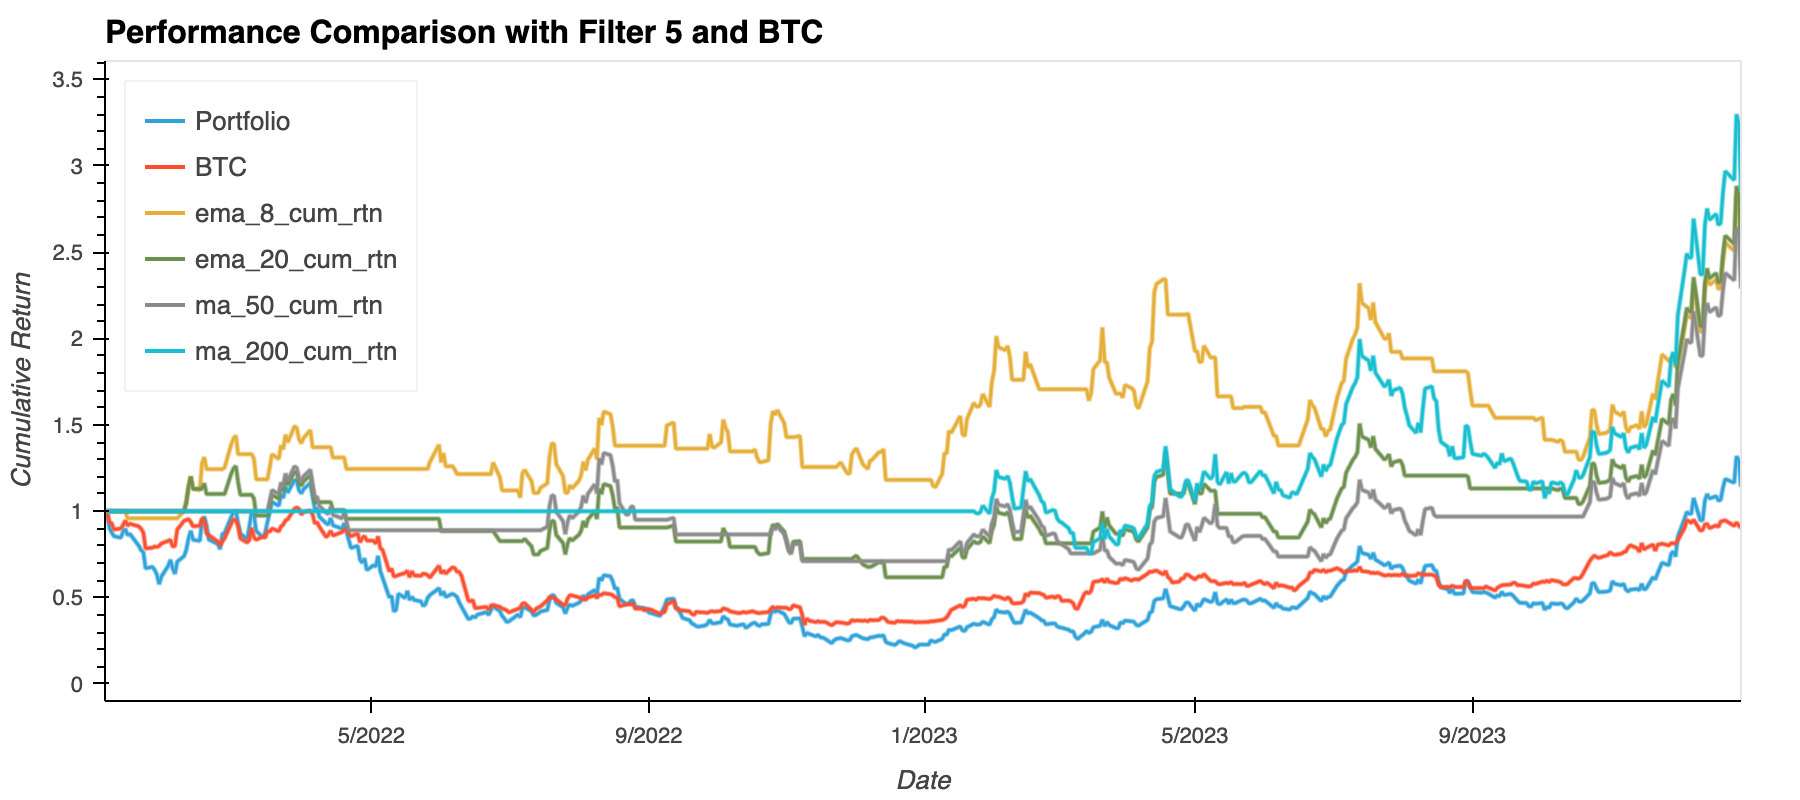 Performance Comparison with Filter 5 and BTC
3.5
3
2.5
2
1.5
1
0.5
0
Cumulative Return
Portfolio
BTC
ema_8_cum_rtn
ema_20_cum_rtn
ma_50_cum_rtn
ma_200_cum_rtn
5/2022
9/2022
1/2023
5/2023
9/2023
Date